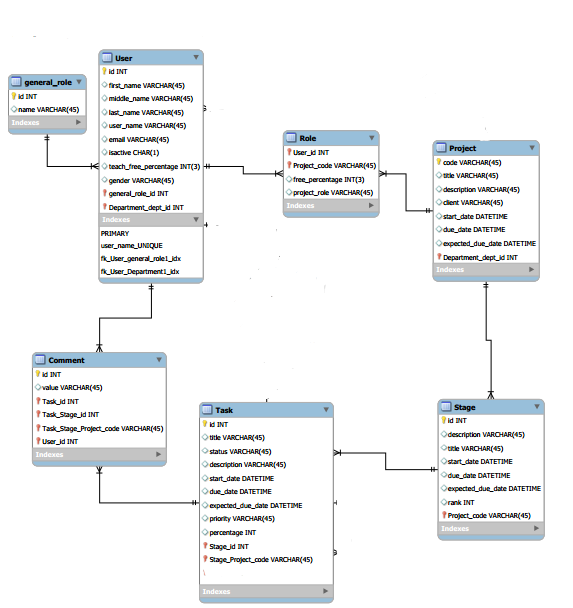 general_role
id INT
name VARCHAR(45)
Indexes
User
id INT
first_name VARCHAR(45)
middle_name VARCHAR(45)
last_name VARCHAR(45)
user_name VARCHAR(45)
email VARCHAR(45)
isactive CHAR(1)
teach_free_percentage INT(3)
gender VARCHAR(45)
general_role_id INT
Department_dept_id INT
Indexes
PRIMARY
user_name_UNIQUE
fk_User_general_role1_idx
fk_User_Department1_idx
Role
User_id INT
Project_code VARCHAR(45)
free_percentage INT(3)
project_role VARCHAR(45)
Indexes
Project
code VARCHAR(45)
title VARCHAR(45)
description VARCHAR(45)
client VARCHAR(45)
start_date DATETIME
due_date DATETIME
expected_due_date DATETIME
Department_dept_id INT
Indexes
Comment
id INT
value VARCHAR(45)
Task_id INT
Task_Stage_id INT
Task_Stage_Project_code VARCHAR(45)
User_id INT
Indexes
Task
id INT
title VARCHAR(45)
status VARCHAR(45)
description VARCHAR(45)
start_date DATETIME
due_date DATETIME
expected_due_date DATETIME
priority VARCHAR(45)
percentage INT
Stage_id INT
Stage_Project_code VARCHAR(45)
Indexes
Stage
id INT
description VARCHAR(45)
title VARCHAR(45)
start_date DATETIME
due_date DATETIME
expected_due_date DATETIME
rank INT
Project_code VARCHAR(45)
Indexes